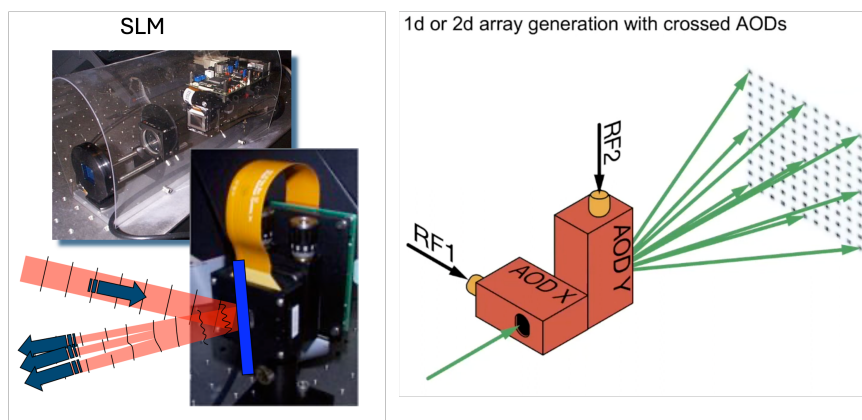 SLM
1d or 2d array generation with crossed AODs
RF2
RF1
AOD X
AOD Y